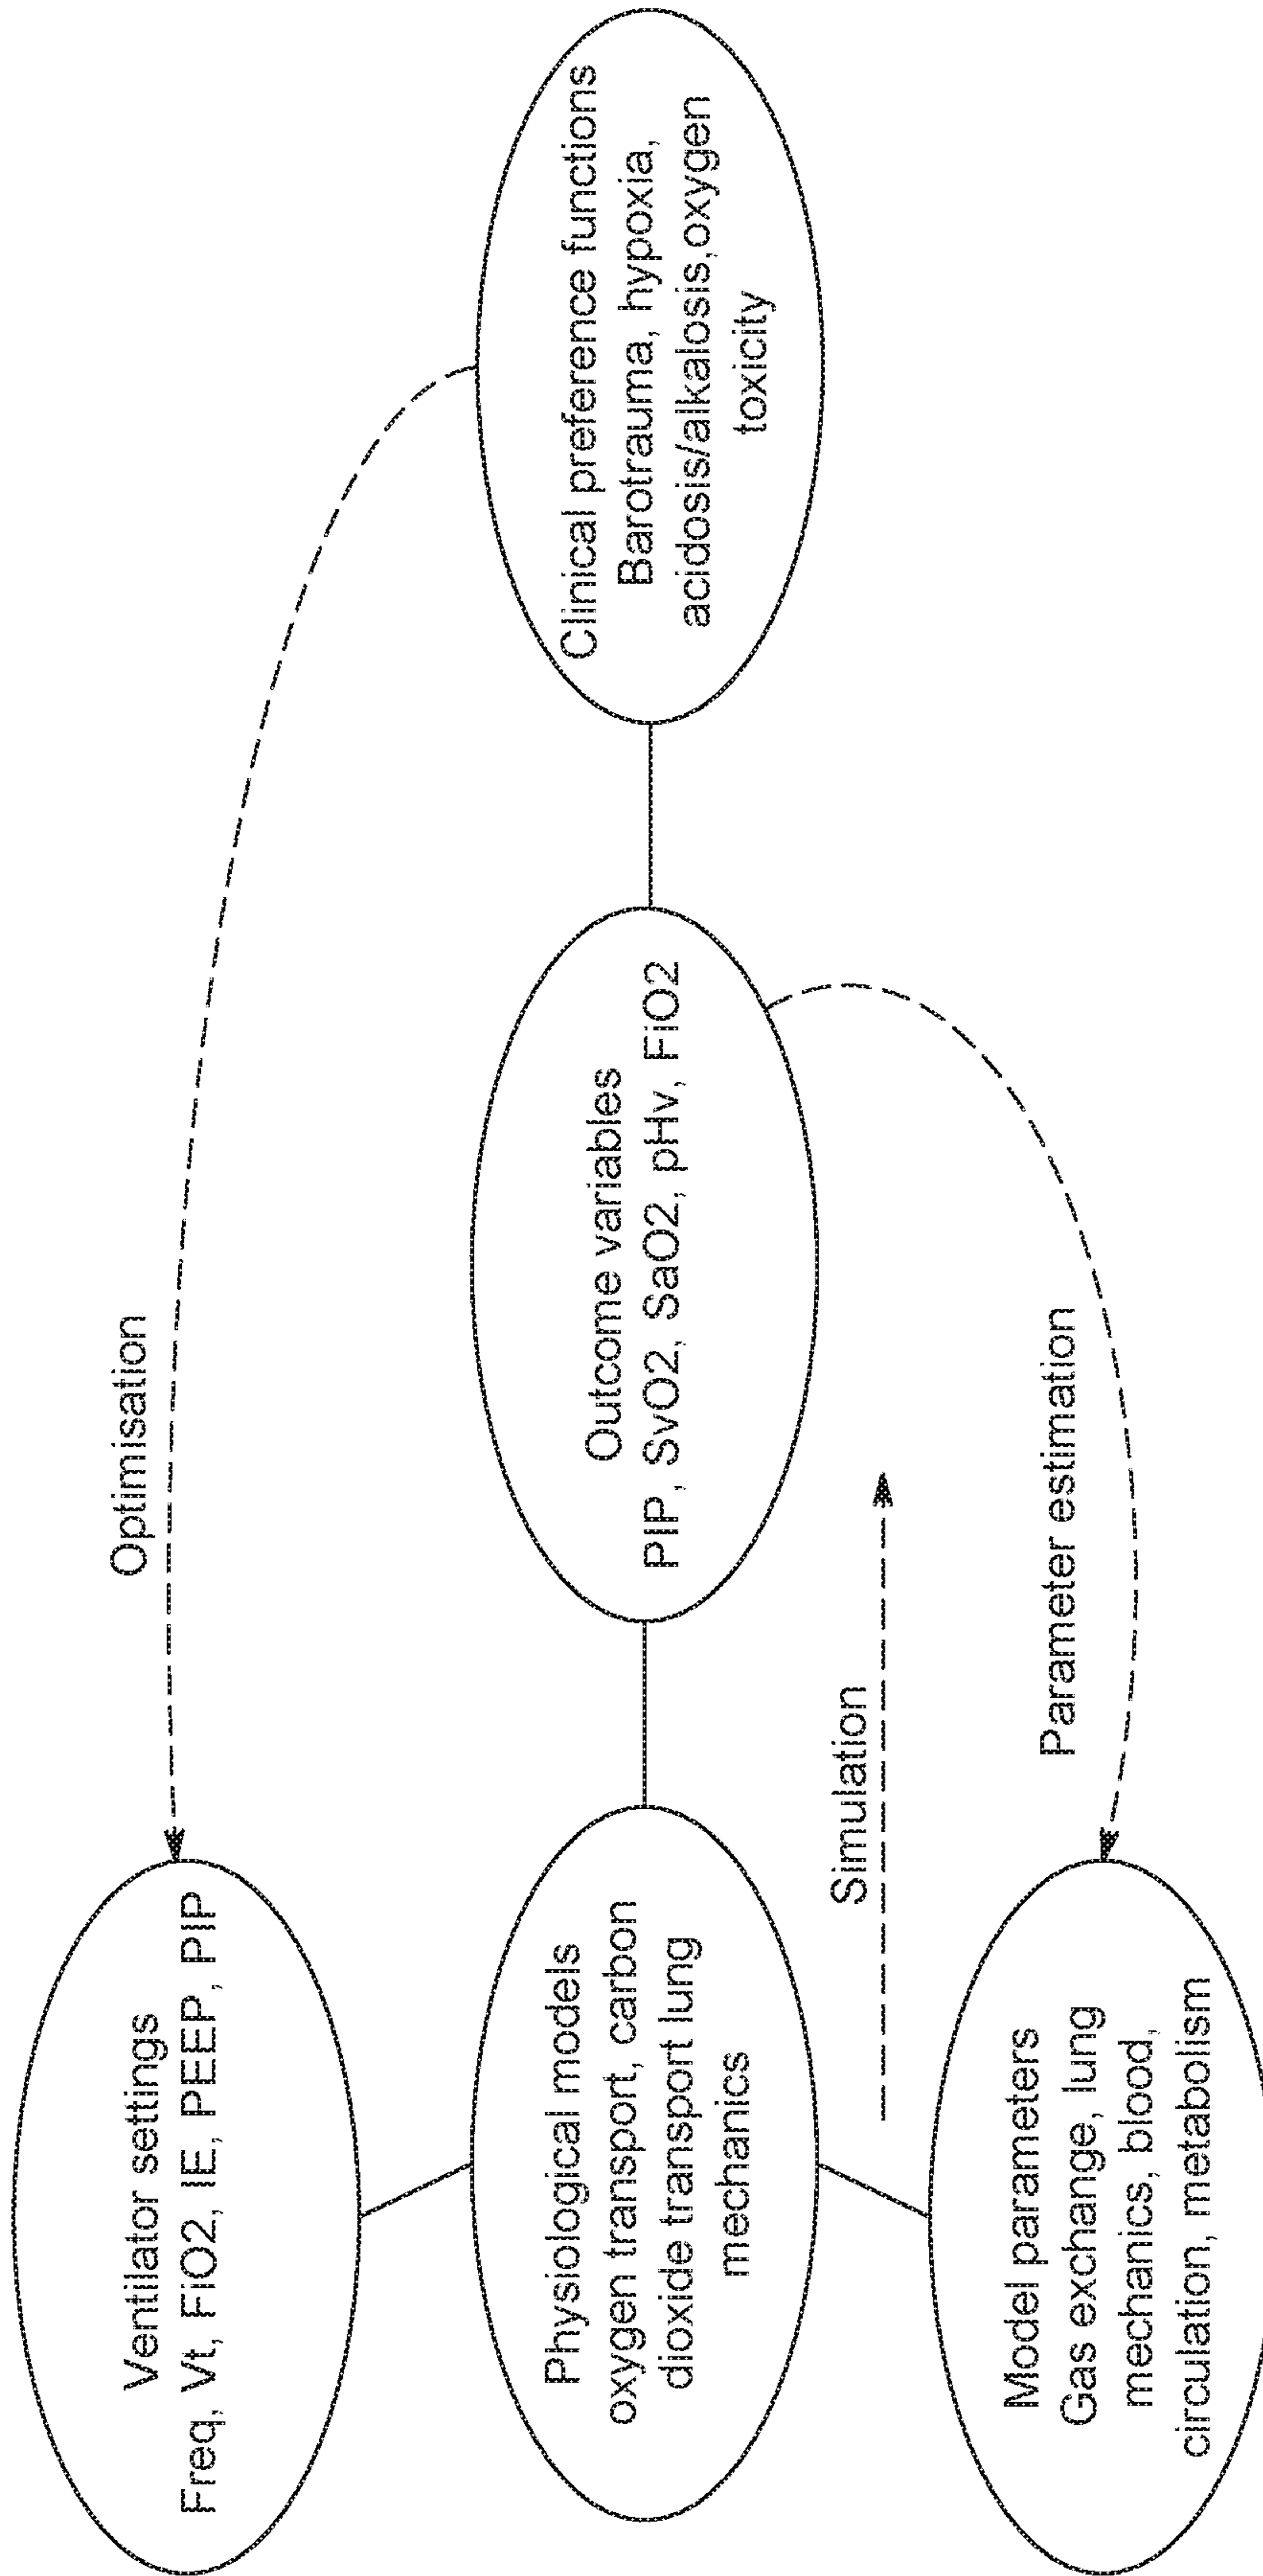 Optimisation
Ventilator settings
Freq, Vt, FiO2, IE, PEEP, PIP
Physiological models
oxygen transport, carbon
dioxide transport lung
mechanics
Outcome variables
PIP, SvO2, SaO2, pHv, FiO2
Clinical preference functions
Barotrauma, hypoxia,
acidosis/alkalosis,oxygen
toxicity
Simulation
Model parameters
Gas exchange, lung
mechanics, blood,
circulation, metabolism
Parameter estimation